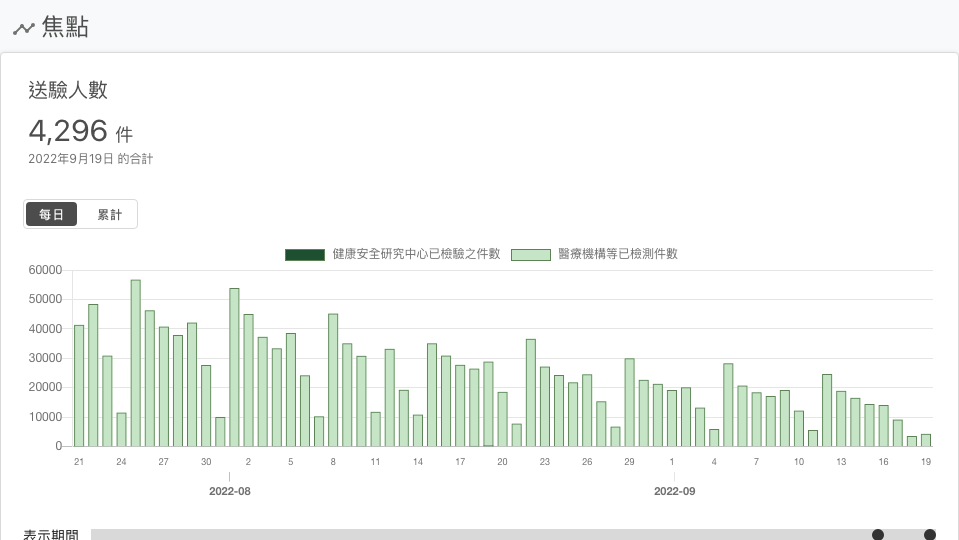 焦點
送驗人數
4,296 件
2022年9月19日 的合計
每日 累計
健康安全研究中心已檢驗之件數 醫療機構等已檢測件數
60000
50000
40000
30000
20000
10000
0
21 24 27 30 2 5 8 11 14 17 20 23 26 29 1 4 7 10 13 16 19
2022-08 2022-09
表示期間